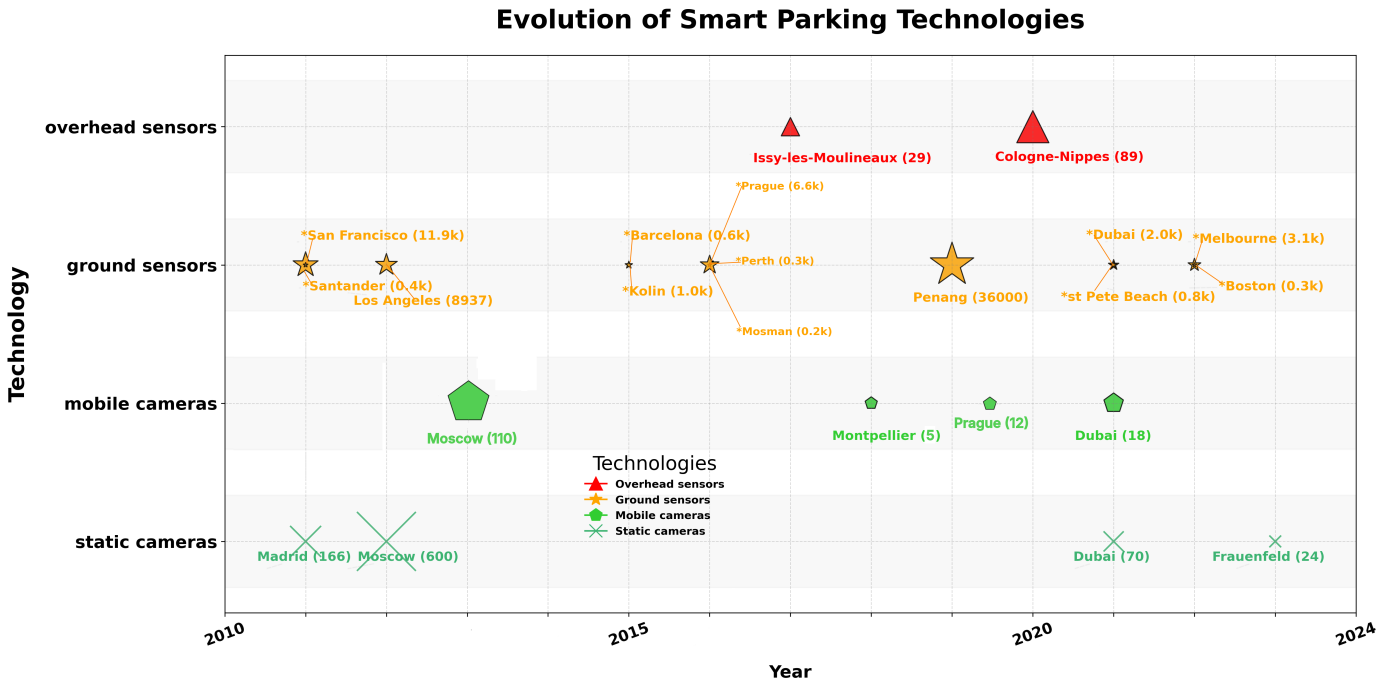 Evolution of Smart Parking Technologies
overhead sensors
Issy-les-Moulineaux (29)
Cologne-Nippes (89)
*Prague (6.6k)
ground sensors
*San Francisco (11.9k)
*Barcelona (0.6k)
*Dubai (2.0k)
*Melbourne (3.1k)
*Perth (0.3k)
*Santander (0.4k)
Los Angeles (8937)
*Kolin (1.0k)
Penang (36000)
*st Pete Beach (0.8k)
*Boston (0.3k)
*Mosman (0.2k)
mobile cameras
Moscow (110)
Montpellier (5)
Prague (12)
Dubai (18)
Technologies
Overhead sensors
Ground sensors
Mobile cameras
Static cameras
static cameras
Madrid (166)
Moscow (600)
Dubai (70)
Frauenfeld (24)
Technology
2010
2015
2020
2024
Year